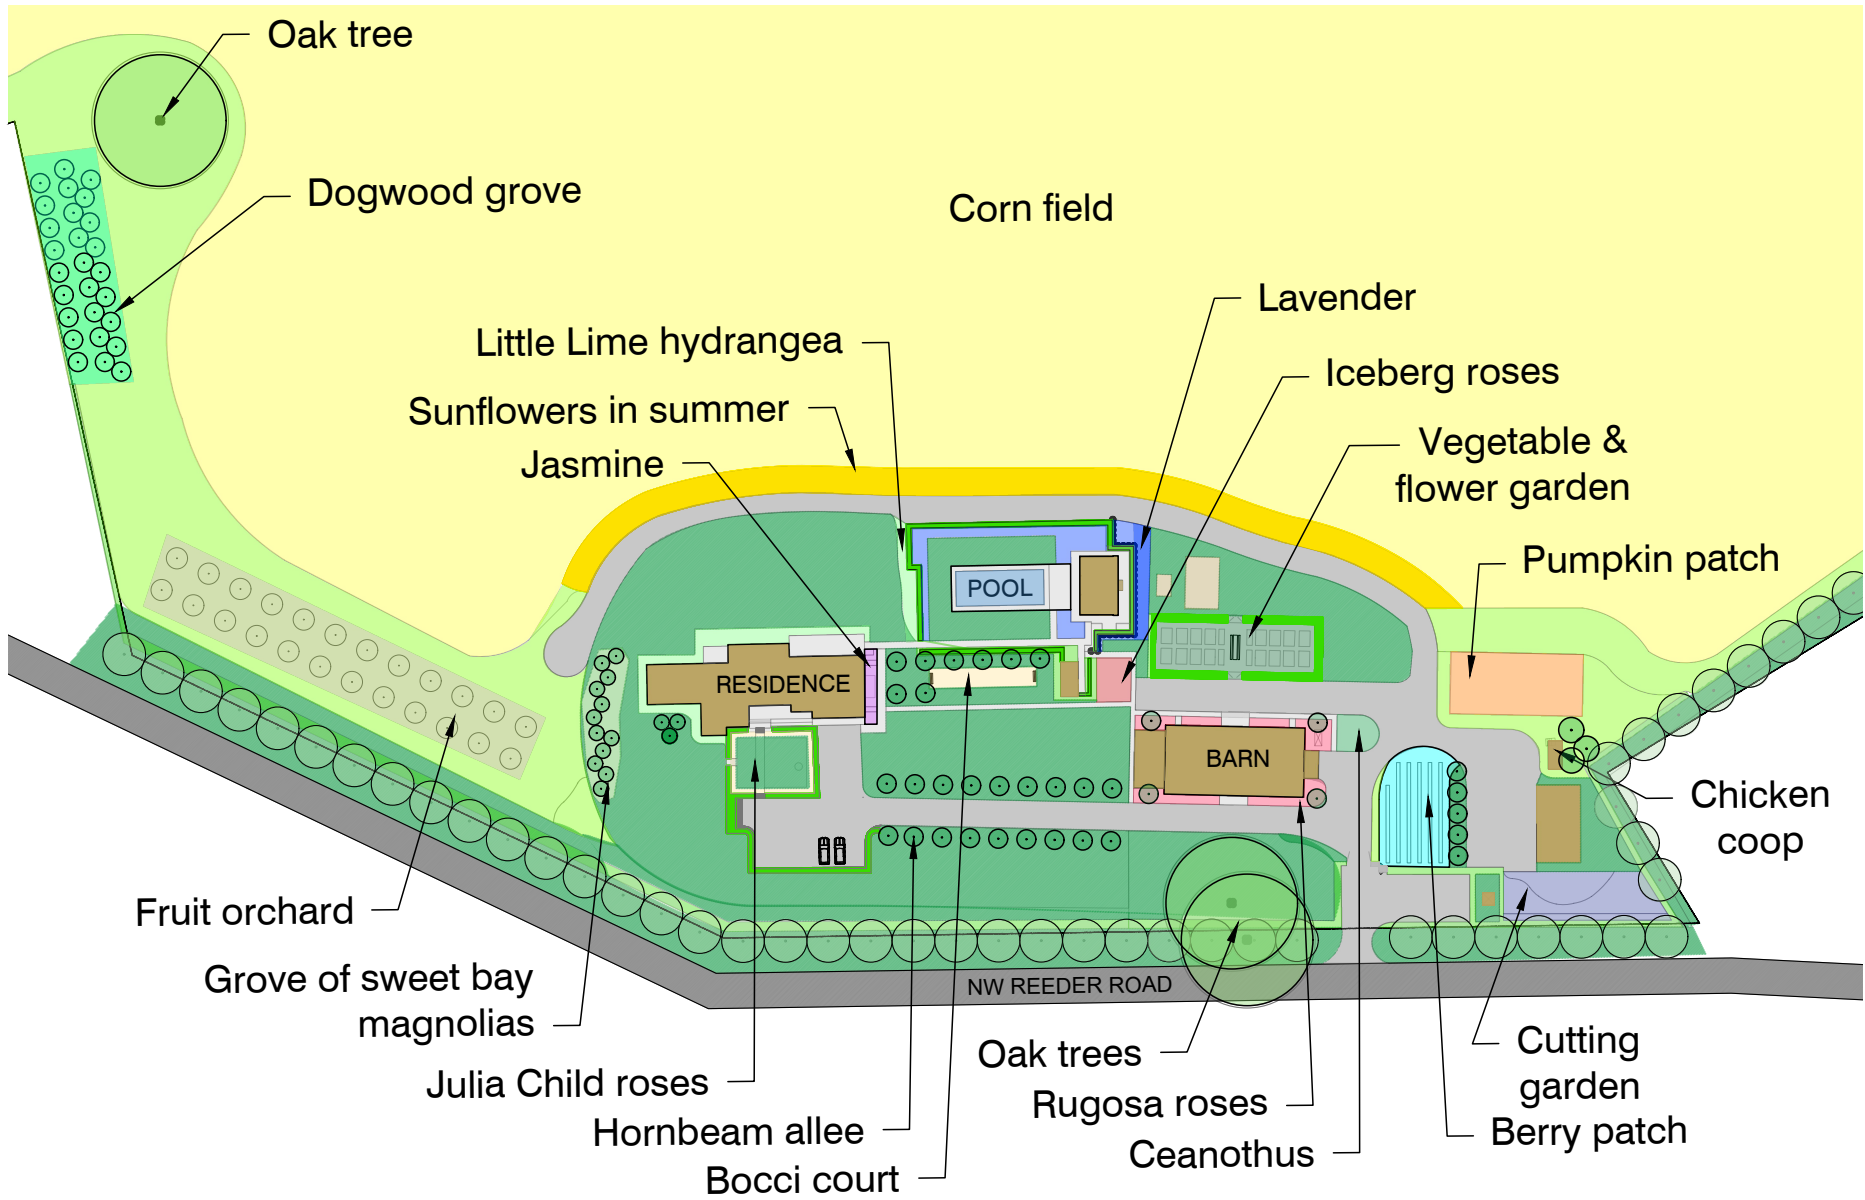 Oak tree
Dogwood grove
Corn field
Lavender
Little Lime hydrangea
Iceberg roses
Sunflowers in summer
Vegetable &
flower garden
Jasmine
Pumpkin patch
POOL
RESIDENCE
BARN
Chicken
coop
Fruit orchard
Grove of sweet bay
magnolias
NW REEDER ROAD
Julia Child roses
Oak trees
Cutting
garden
Hornbeam allee
Rugosa roses
Berry patch
Bocci court
Ceanothus